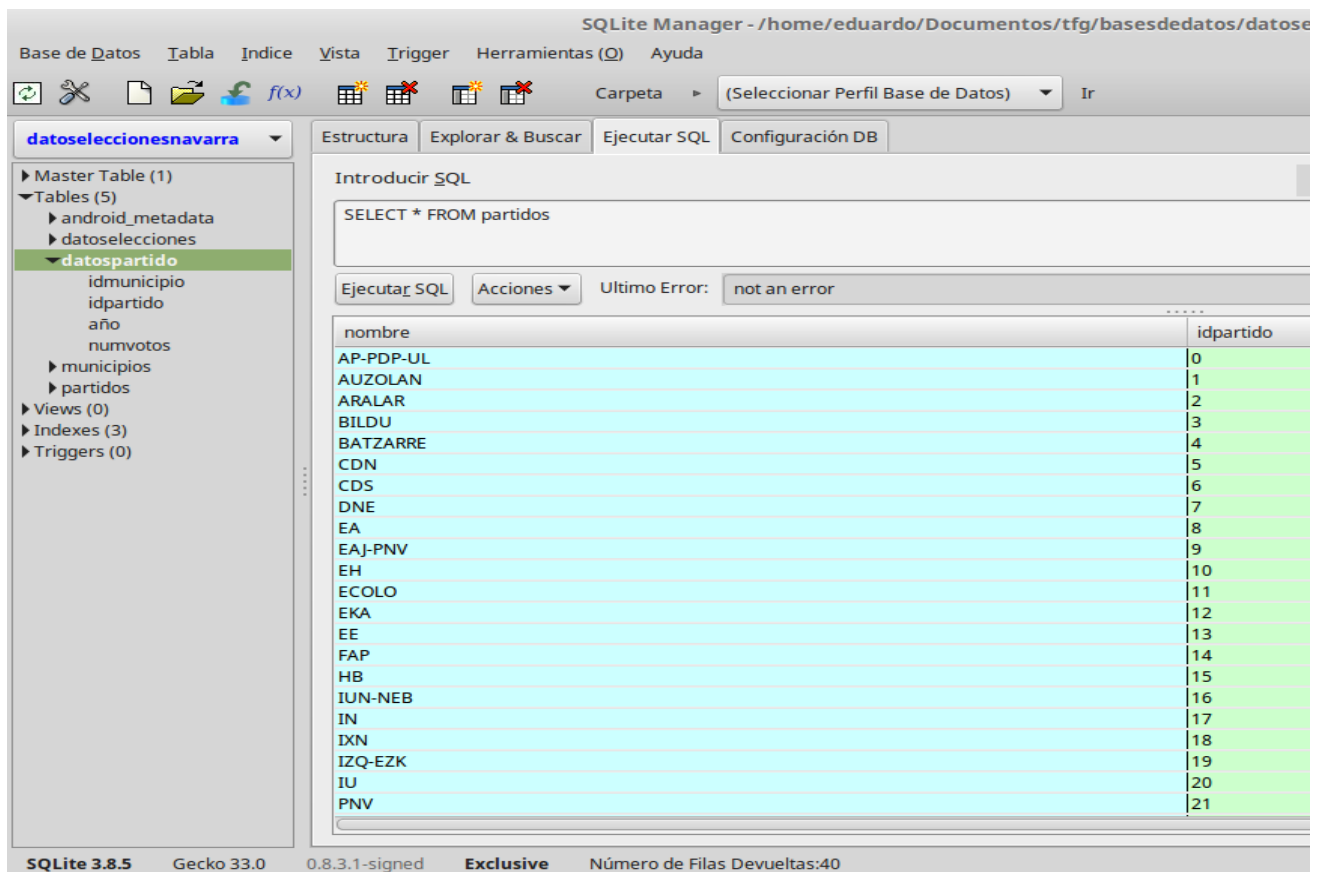 SQLite Manager - /home/eduardo/Documentos/tfg/basesdedatos/datose
Base de Datos Tabla Indice Vista Trigger Herramientas (O) Ayuda
f(x) Carpeta (Seleccionar Perfil Base de Datos) Ir
datoseleccionesnavarra
Estructura Explorar & Buscar Ejecutar SQL Configuración DB
Master Table (1)
Tables (5)
android_metadata
datoselecciones
datospartido
idmunicipio
idpartido
año
numvotos
municipios
partidos
Views (0)
Indexes (3)
Triggers (0)
Introducir SQL
SELECT * FROM partidos
Ejecutar SQL Acciones Ultimo Error: not an error
nombre idpartido
AP-PDP-UL 0
AUZOLAN 1
ARALAR 2
BILDU 3
BATZARRE 4
CDN 5
CDS 6
DNE 7
EA 8
EAJ-PNV 9
EH 10
ECOLO 11
EKA 12
EE 13
FAP 14
HB 15
IUN-NEB 16
IN 17
IXN 18
IZQ-EZK 19
IU 20
PNV 21
SQLite 3.8.5 Gecko 33.0 0.8.3.1-signed Exclusive Número de Filas Devueltas:40